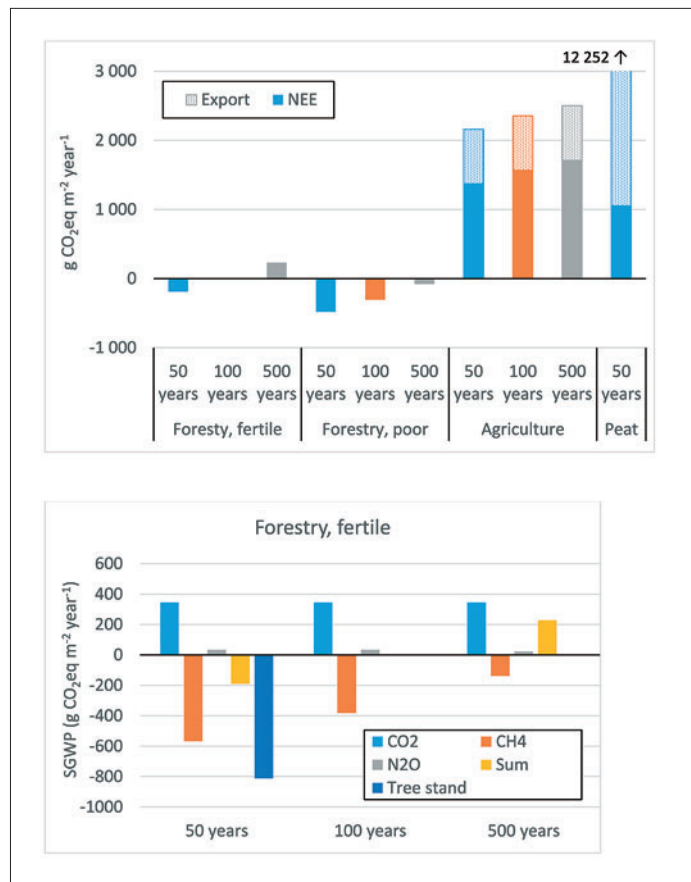 12 252 ↑
3 000
Export NEE
2 000
1 000
0
-1 000
g CO₂eq m⁻² year⁻¹
50 100 500 50 100 500 50 100 500 50
years years years years years years years years years years
Foresty, fertile Forestry, poor Agriculture Peat
Forestry, fertile
600
400
200
0
-200
-400
-600
-800
-1000
SGWP (g CO₂eq m⁻² year⁻¹)
CO2 CH4
N2O Sum
Tree stand
50 years 100 years 500 years